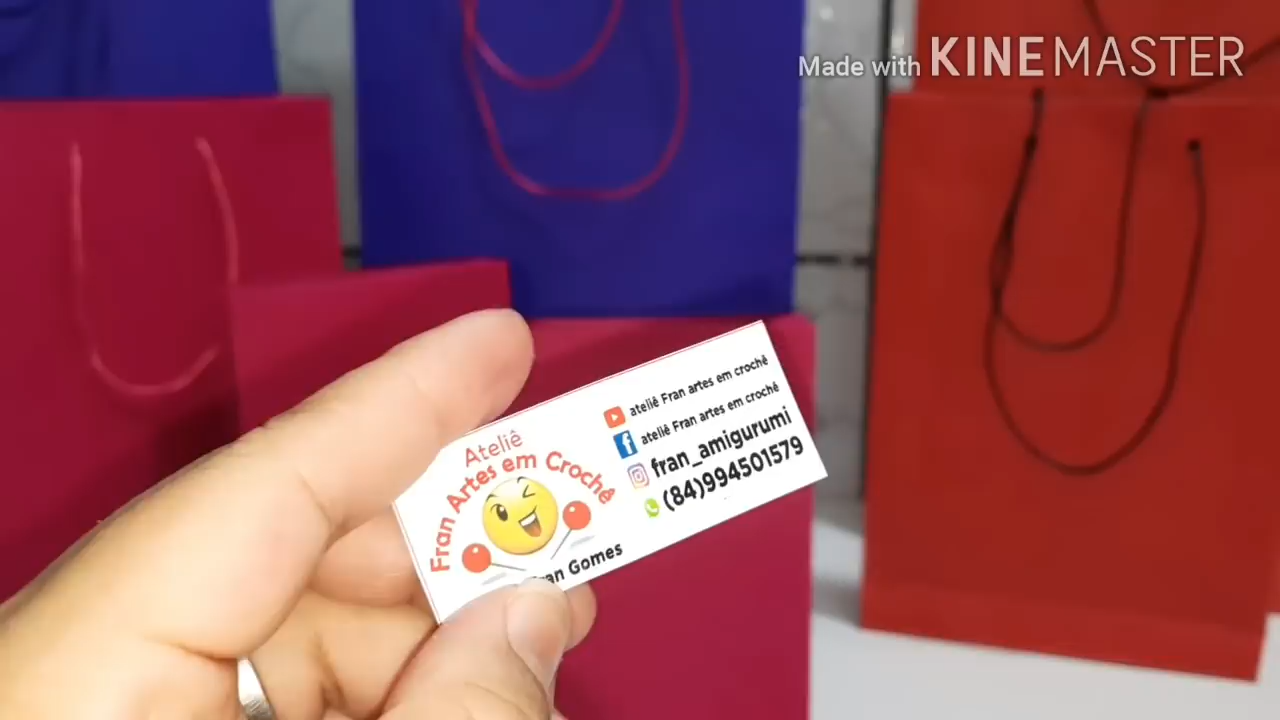 Made with KINEMASTER
Ateliê
Fran Artes em Crochê
Gomes
ateliê Fran artes em crochê
ateliê Fran artes em crochê
fran_amigurumi
(84)994501579